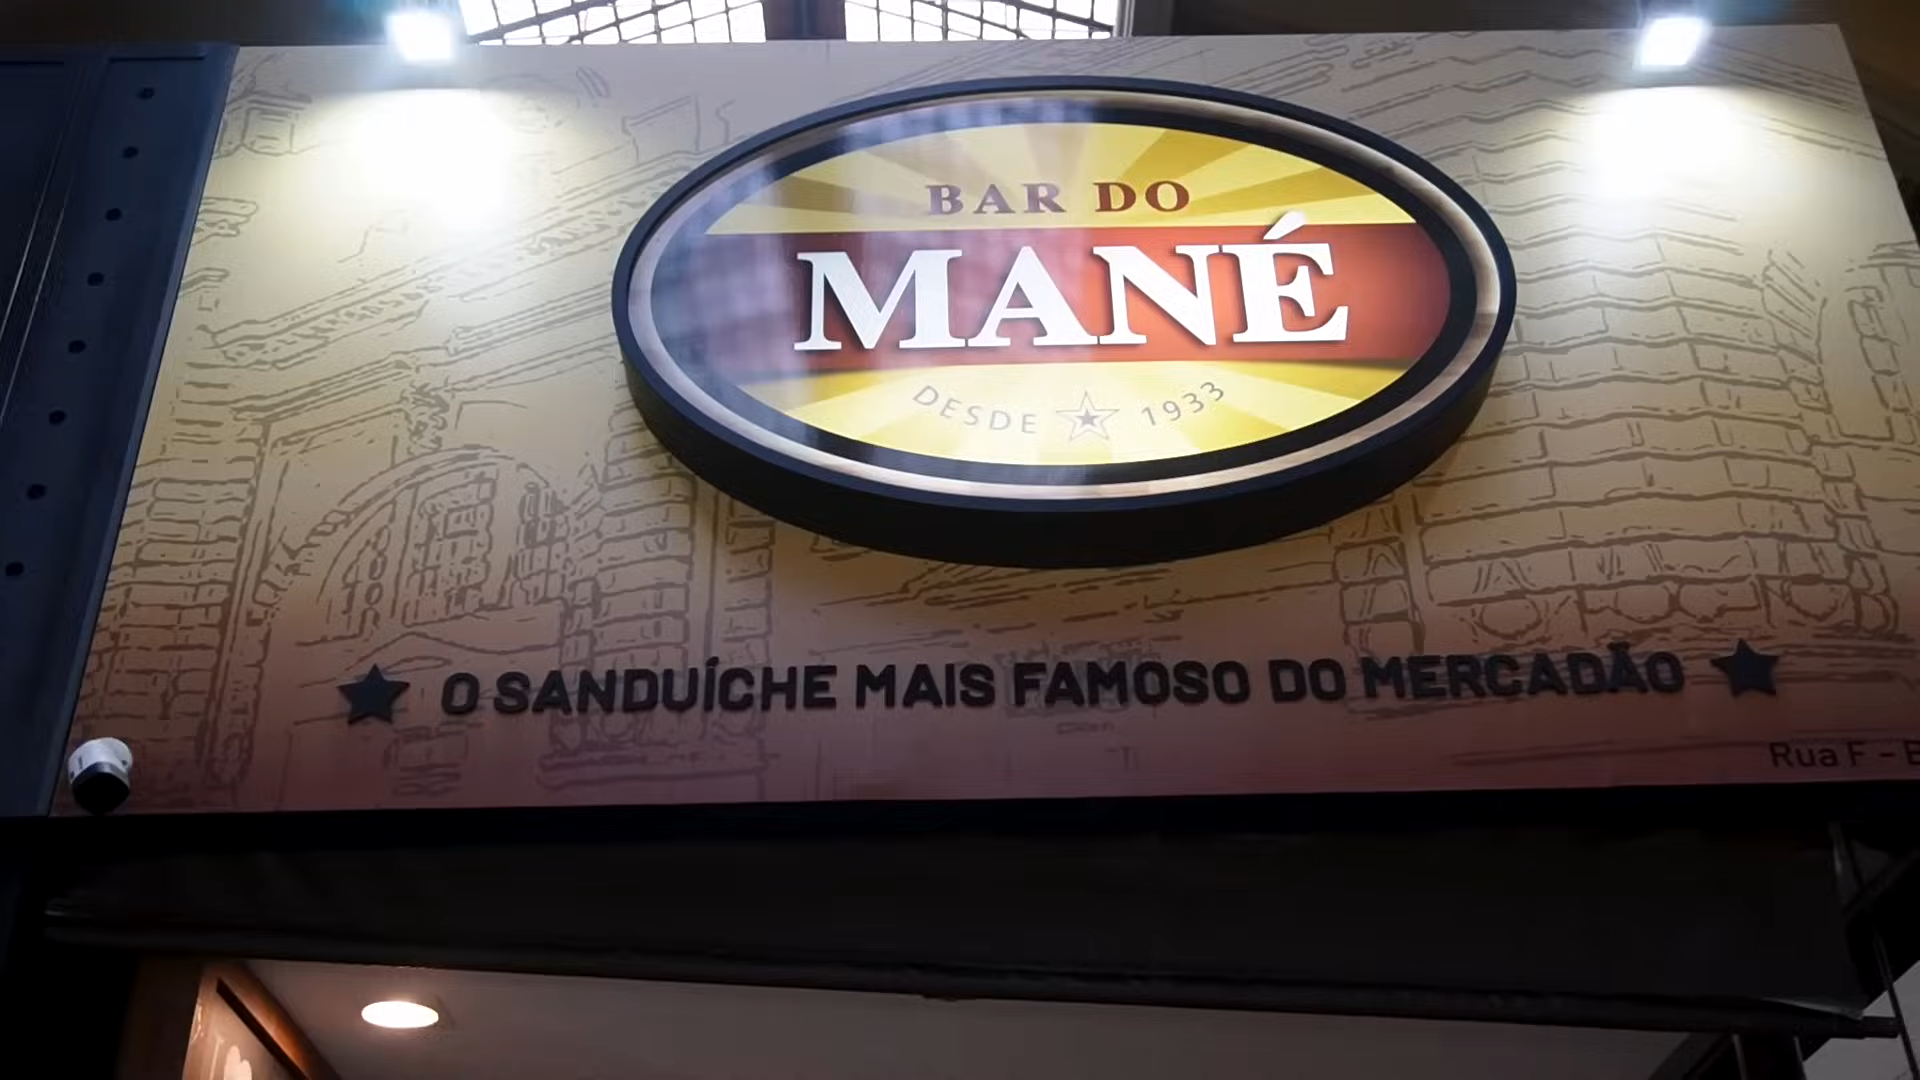 BAR DO
MANÉ
DESDE 1933
O SANDUÍCHE MAIS FAMOSO DO MERCADÃO
Rua F -